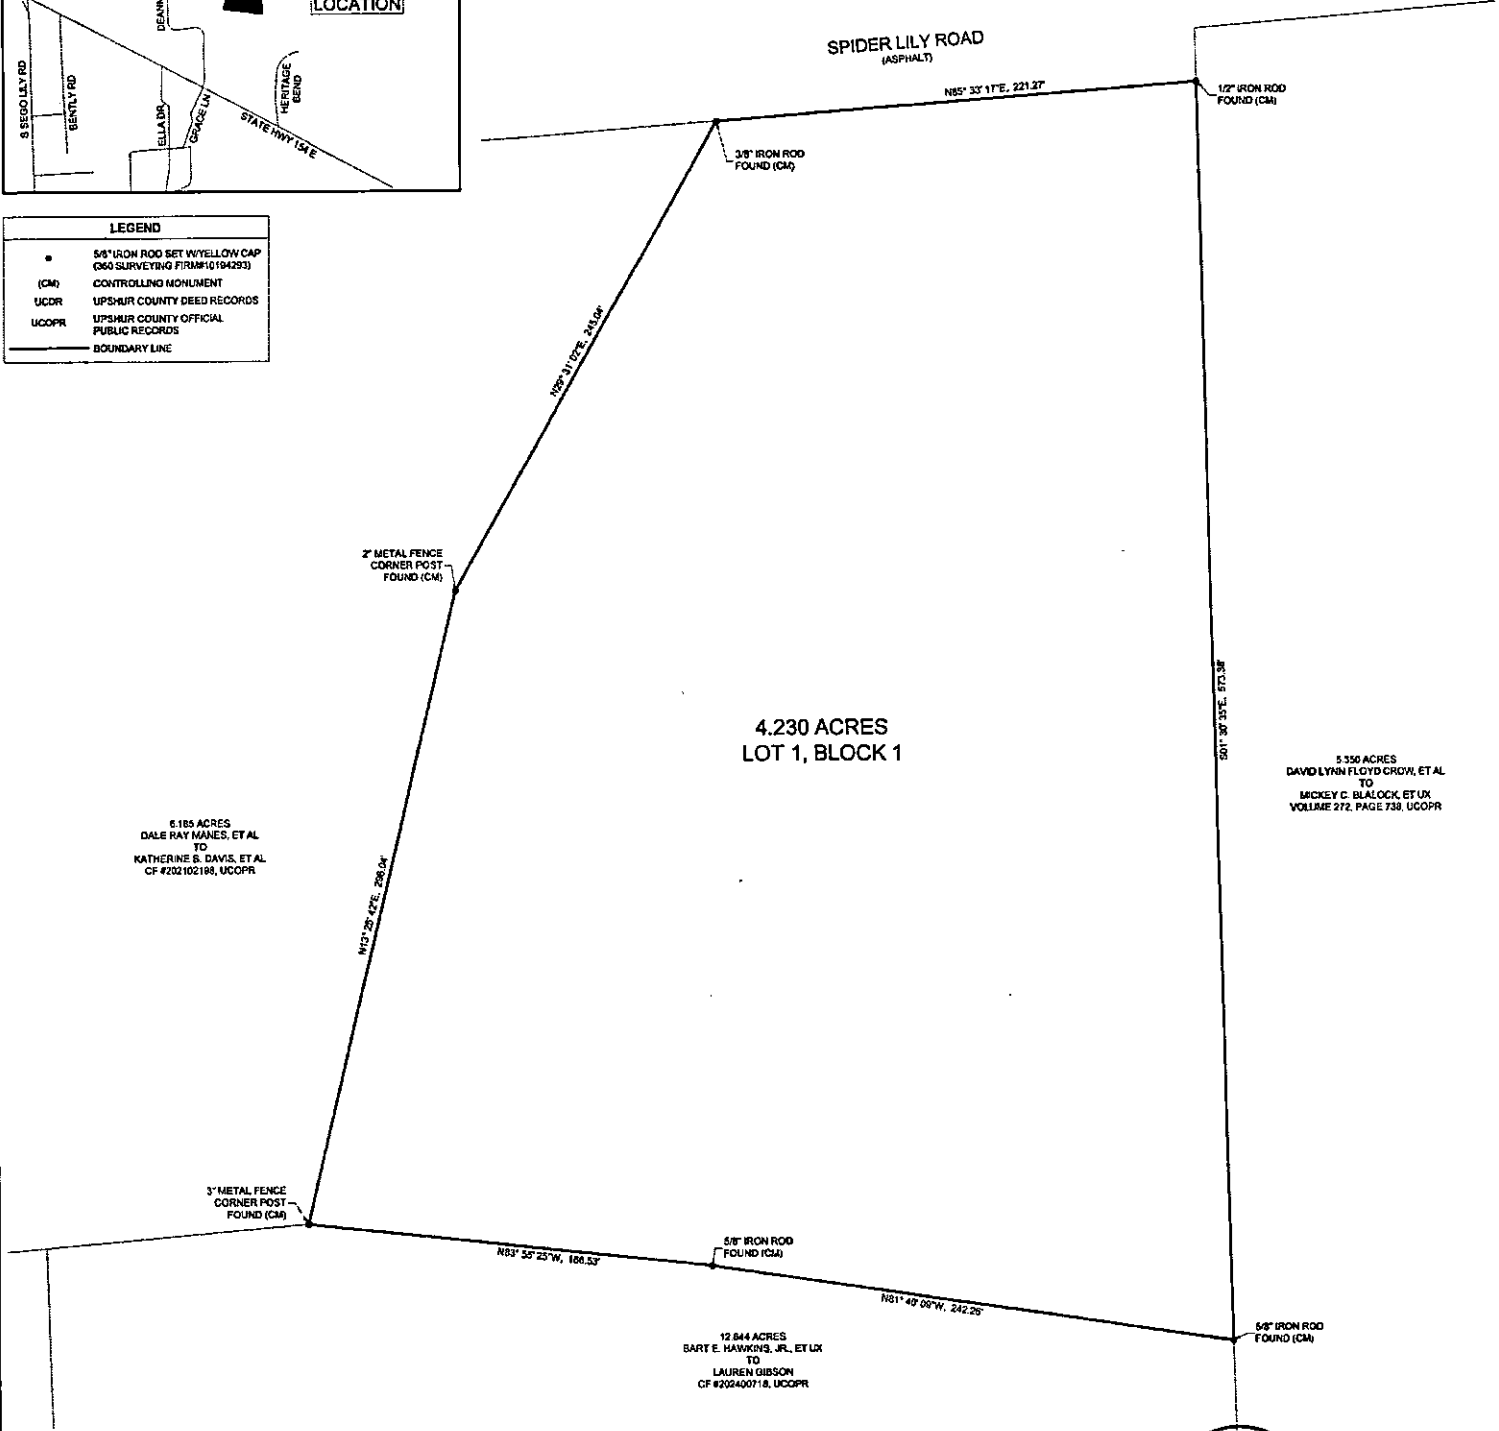 LOCATION
DEANN
S SEGO LILY RD
BENTLY RD
ELLA DR
GRACE LN
HERITAGE
BEND
STATE HWY 154 E
LEGEND
5/8" IRON ROD SET W/YELLOW CAP
(360 SURVEYING FIRM#10194293)
(CM) CONTROLLING MONUMENT
UCDR UPSHUR COUNTY DEED RECORDS
UCOPR UPSHUR COUNTY OFFICIAL
PUBLIC RECORDS
BOUNDARY LINE
SPIDER LILY ROAD
(ASPHALT)
N85° 33' 17"E, 221.27'
1/2" IRON ROD
FOUND (CM)
3/8" IRON ROD
FOUND (CM)
N29° 31' 02"E, 245.04'
2" METAL FENCE
CORNER POST
FOUND (CM)
4.230 ACRES
LOT 1, BLOCK 1
S01° 30' 35"E, 573.38'
5.350 ACRES
DAVID LYNN FLOYD CROW, ET AL
TO
MICKEY C. BLALOCK, ET UX
VOLUME 272, PAGE 738, UCOPR
6.185 ACRES
DALE RAY MANES, ET AL
TO
KATHERINE B. DAVIS, ET AL
CF #202102198, UCOPR
N13° 25' 42"E, 296.04'
3" METAL FENCE
CORNER POST
FOUND (CM)
N83° 55' 25"W, 186.53'
5/8" IRON ROD
FOUND (CM)
N81° 40' 09"W, 242.26'
5/8" IRON ROD
FOUND (CM)
12.644 ACRES
BART E. HAWKINS, JR., ET UX
TO
LAUREN GIBSON
CF #202400718, UCOPR